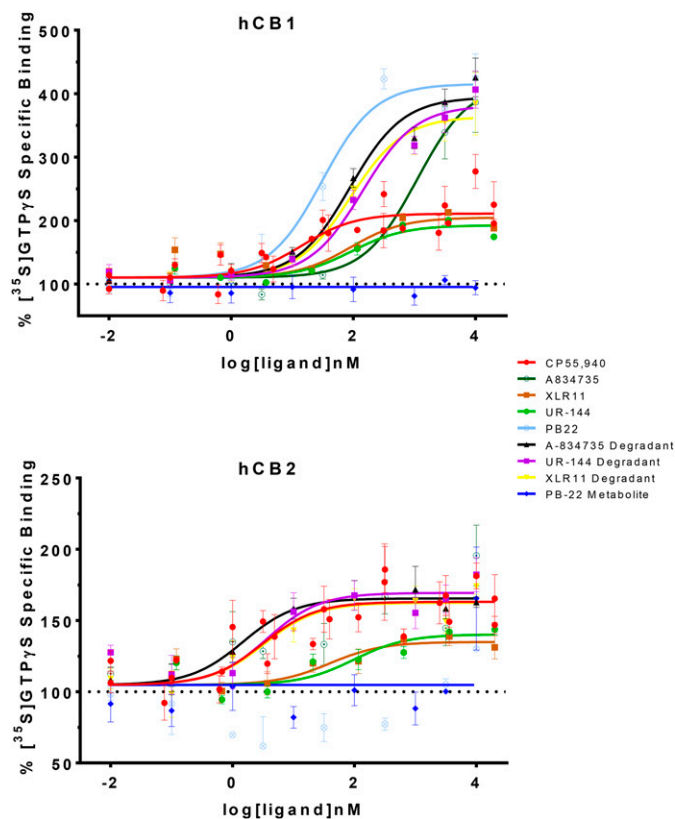 hCB1
% [³⁵S]GTPγS Specific Binding
500
400
300
200
100
-2
0
2
4
log[ligand]nM
CP55,940
A834735
XLR11
UR-144
PB22
A-834735 Degradant
UR-144 Degradant
XLR11 Degradant
PB-22 Metabolite
hCB2
% [³⁵S]GTPγS Specific Binding
250
200
150
100
50
-2
0
2
4
log[ligand]nM